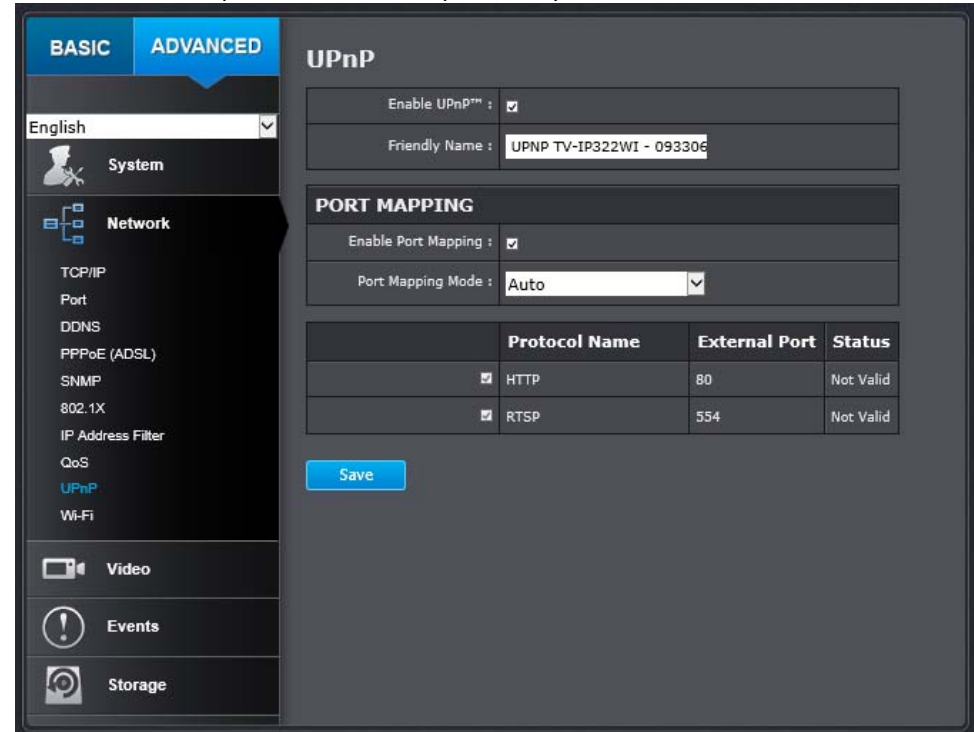 BASIC ADVANCED
English
System
Network
TCP/IP
Port
DDNS
PPPoE (ADSL)
SNMP
802.1X
IP Address Filter
QoS
UPnP
Wi-Fi
Video
Events
Storage
UPnP
Enable UPnP™ :
Friendly Name : UPNP TV-IP322WI - 093306
PORT MAPPING
Enable Port Mapping :
Port Mapping Mode : Auto
Protocol Name External Port Status
HTTP 80 Not Valid
RTSP 554 Not Valid
Save